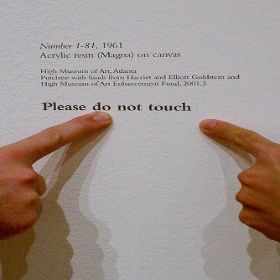 Number 1-81, 1961
Acrylic resin (Magna) on canvas
High Museum of Art, Atlanta
Purchase with funds from Harriet and Elliott Goldstein and
High Museum of Art Enhancement Fund, 2001.3
Please do not touch